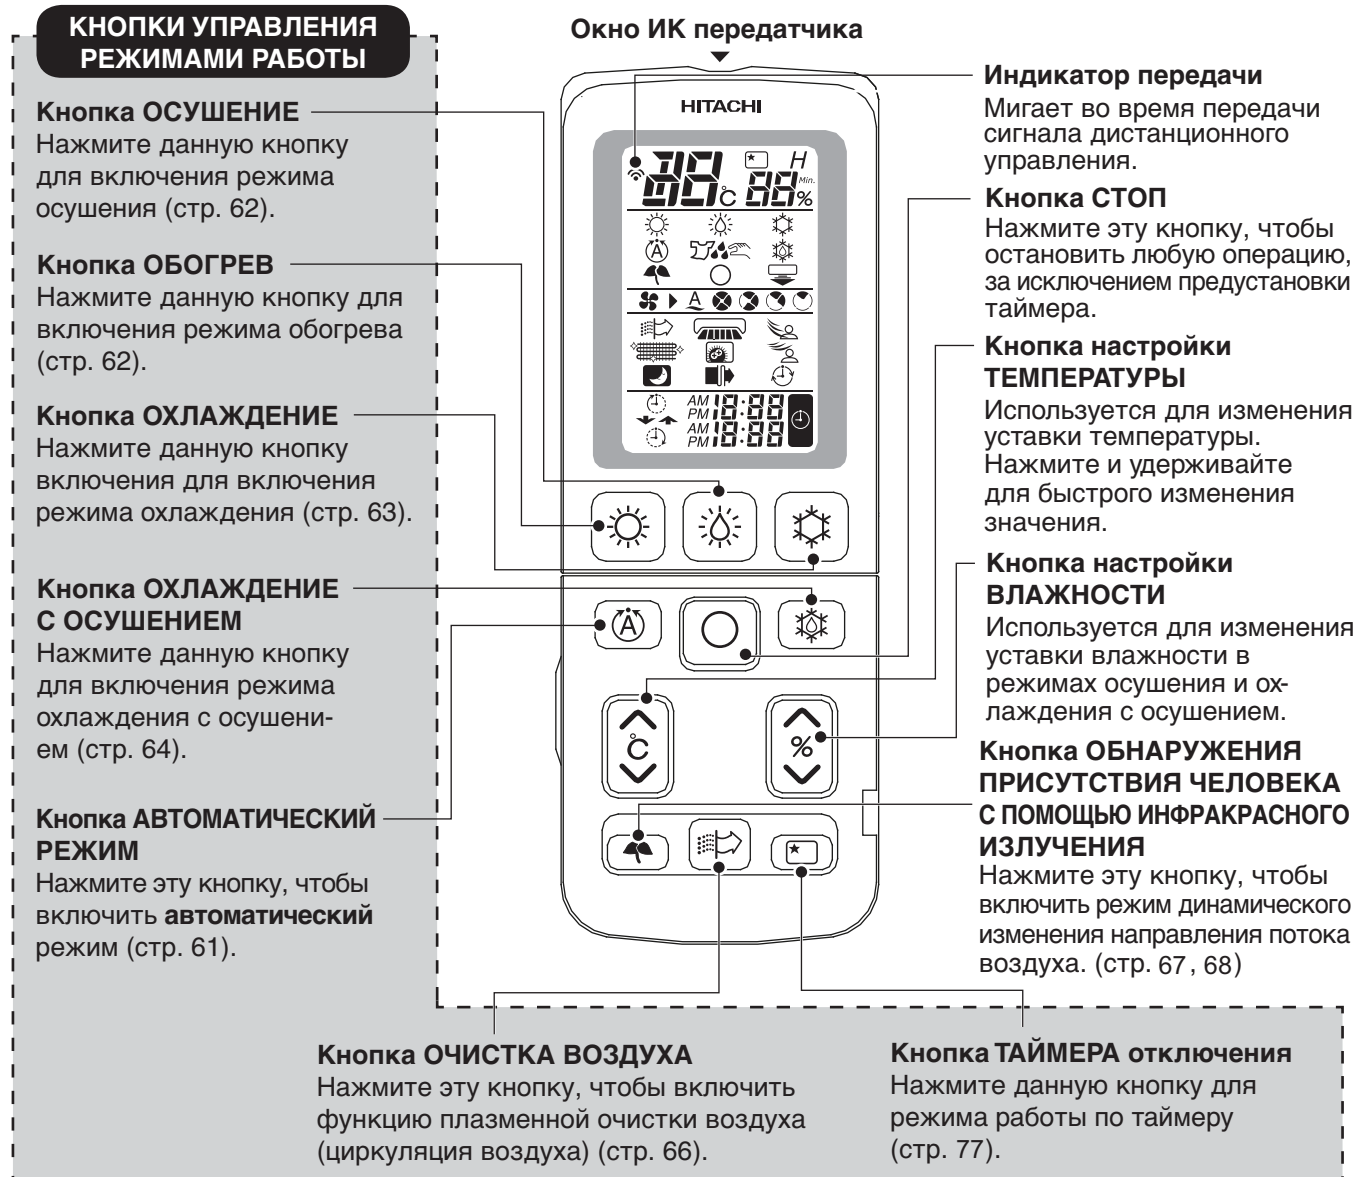 КНОПКИ УПРАВЛЕНИЯ
РЕЖИМАМИ РАБОТЫ
Кнопка ОСУШЕНИЕ
Нажмите данную кнопку
для включения режима
осушения (стр. 62).
Кнопка ОБОГРЕВ
Нажмите данную кнопку для
включения режима обогрева
(стр. 62).
Кнопка ОХЛАЖДЕНИЕ
Нажмите данную кнопку
включения для включения
режима охлаждения (стр. 63).
Кнопка ОХЛАЖДЕНИЕ
С ОСУШЕНИЕМ
Нажмите данную кнопку
для включения режима
охлаждения с осушени-
ем (стр. 64).
Кнопка АВТОМАТИЧЕСКИЙ
РЕЖИМ
Нажмите эту кнопку, чтобы
включить автоматический
режим (стр. 61).
Окно ИК передатчика
HITACHI
88 °C H
88 Min. %
A
A
AM 18:88
PM
AM 18:88
PM
A
°C
%
Индикатор передачи
Мигает во время передачи
сигнала дистанционного
управления.
Кнопка СТОП
Нажмите эту кнопку, чтобы
остановить любую операцию,
за исключением предустановки
таймера.
Кнопка настройки
ТЕМПЕРАТУРЫ
Используется для изменения
уставки температуры.
Нажмите и удерживайте
для быстрого изменения
значения.
Кнопка настройки
ВЛАЖНОСТИ
Используется для изменения
уставки влажности в
режимах осушения и ох-
лаждения с осушением.
Кнопка ОБНАРУЖЕНИЯ
ПРИСУТСТВИЯ ЧЕЛОВЕКА
С ПОМОЩЬЮ ИНФРАКРАСНОГО
ИЗЛУЧЕНИЯ
Нажмите эту кнопку, чтобы
включить режим динамического
изменения направления потока
воздуха. (стр. 67, 68)
Кнопка ОЧИСТКА ВОЗДУХА
Нажмите эту кнопку, чтобы включить
функцию плазменной очистки воздуха
(циркуляция воздуха) (стр. 66).
Кнопка ТАЙМЕРА отключения
Нажмите данную кнопку для
режима работы по таймеру
(стр. 77).